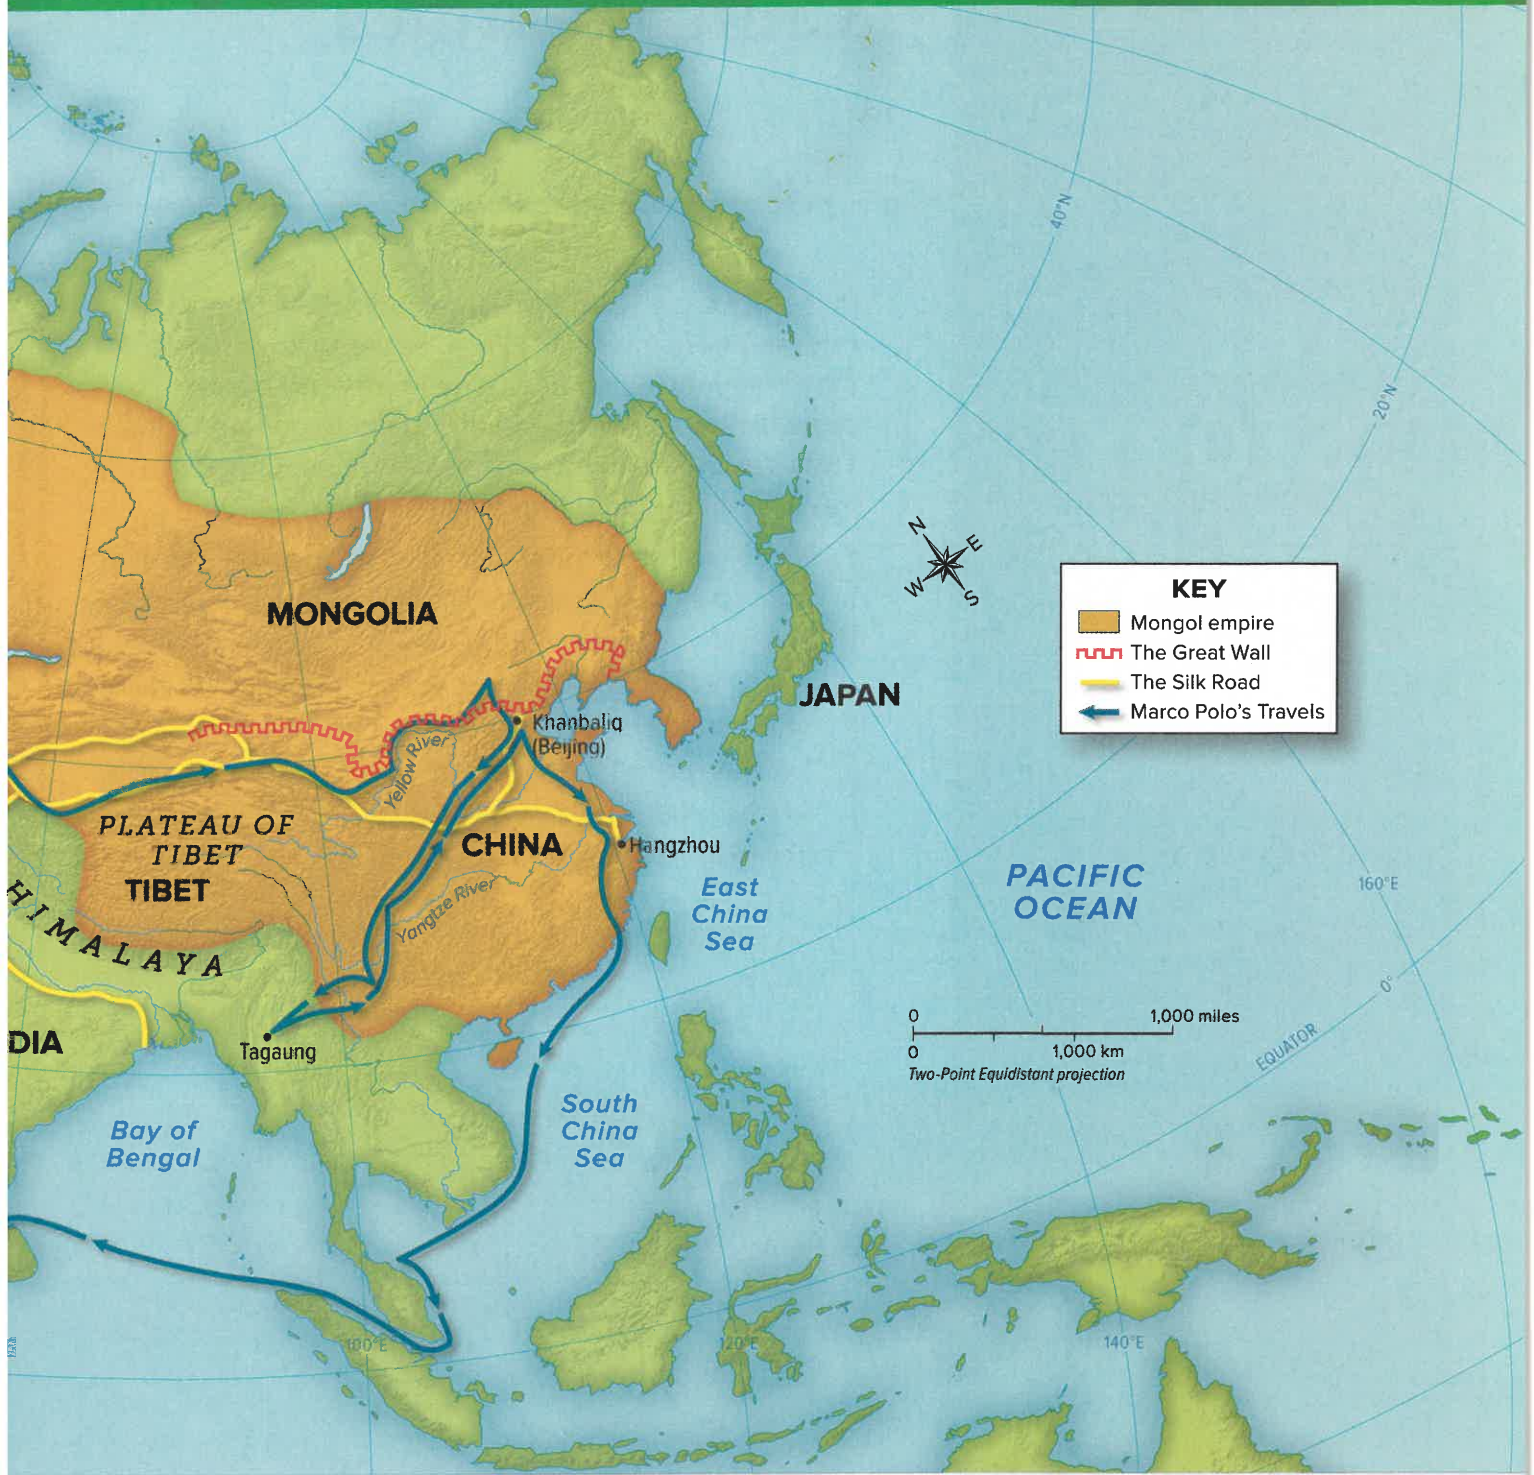 40°N
20°N
N
E
W
S
KEY
Mongol empire
The Great Wall
The Silk Road
Marco Polo's Travels
MONGOLIA
JAPAN
Khanbaliq
(Beijing)
Yellow River
PLATEAU OF
TIBET
TIBET
CHINA
Hangzhou
Yangtze River
HIMALAYA
East
China
Sea
PACIFIC
OCEAN
160°E
0°
EQUATOR
DIA
Tagaung
0
1,000 miles
0
1,000 km
Two-Point Equidistant projection
Bay of
Bengal
South
China
Sea
100°E
120°E
140°E